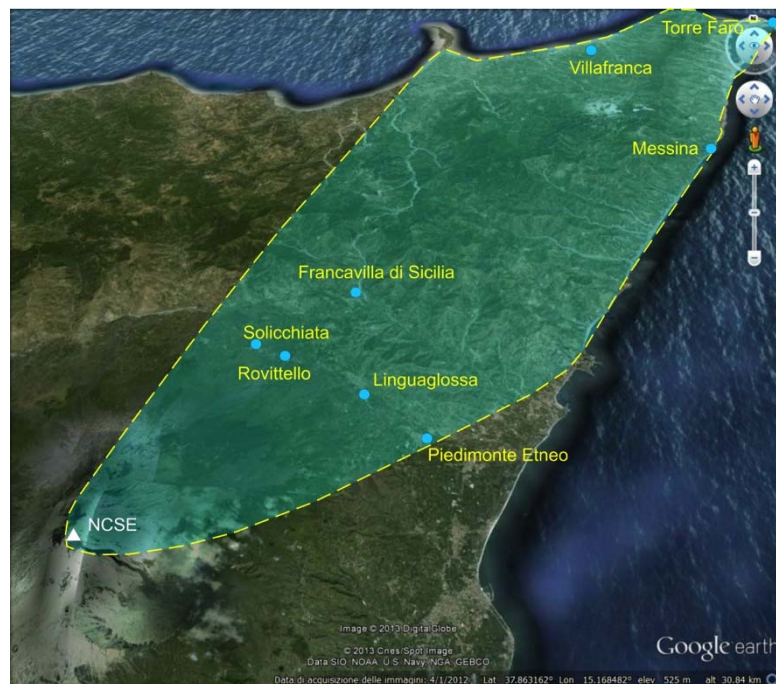 N
Torre Faro
Villafranca
Messina
Francavilla di Sicilia
Solicchiata
Rovittello
Linguaglossa
Piedimonte Etneo
NCSE
Image © 2013 DigitalGlobe
© 2013 Cnes/Spot Image
Data SIO, NOAA, U.S. Navy, NGA, GEBCO
Google earth
Data di acquisizione delle immagini: 4/1/2012 Lat 37.863162° Lon 15.168482° elev 525 m alt 30.84 km